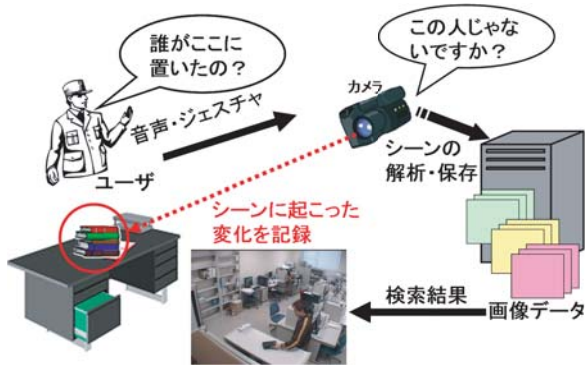 誰がここに
置いたの？
この人じゃな
いですか？
カメラ
音声・ジェスチャ
ユーザ
シーンの
解析・保存
シーンに起こった
変化を記録
検索結果
画像データ